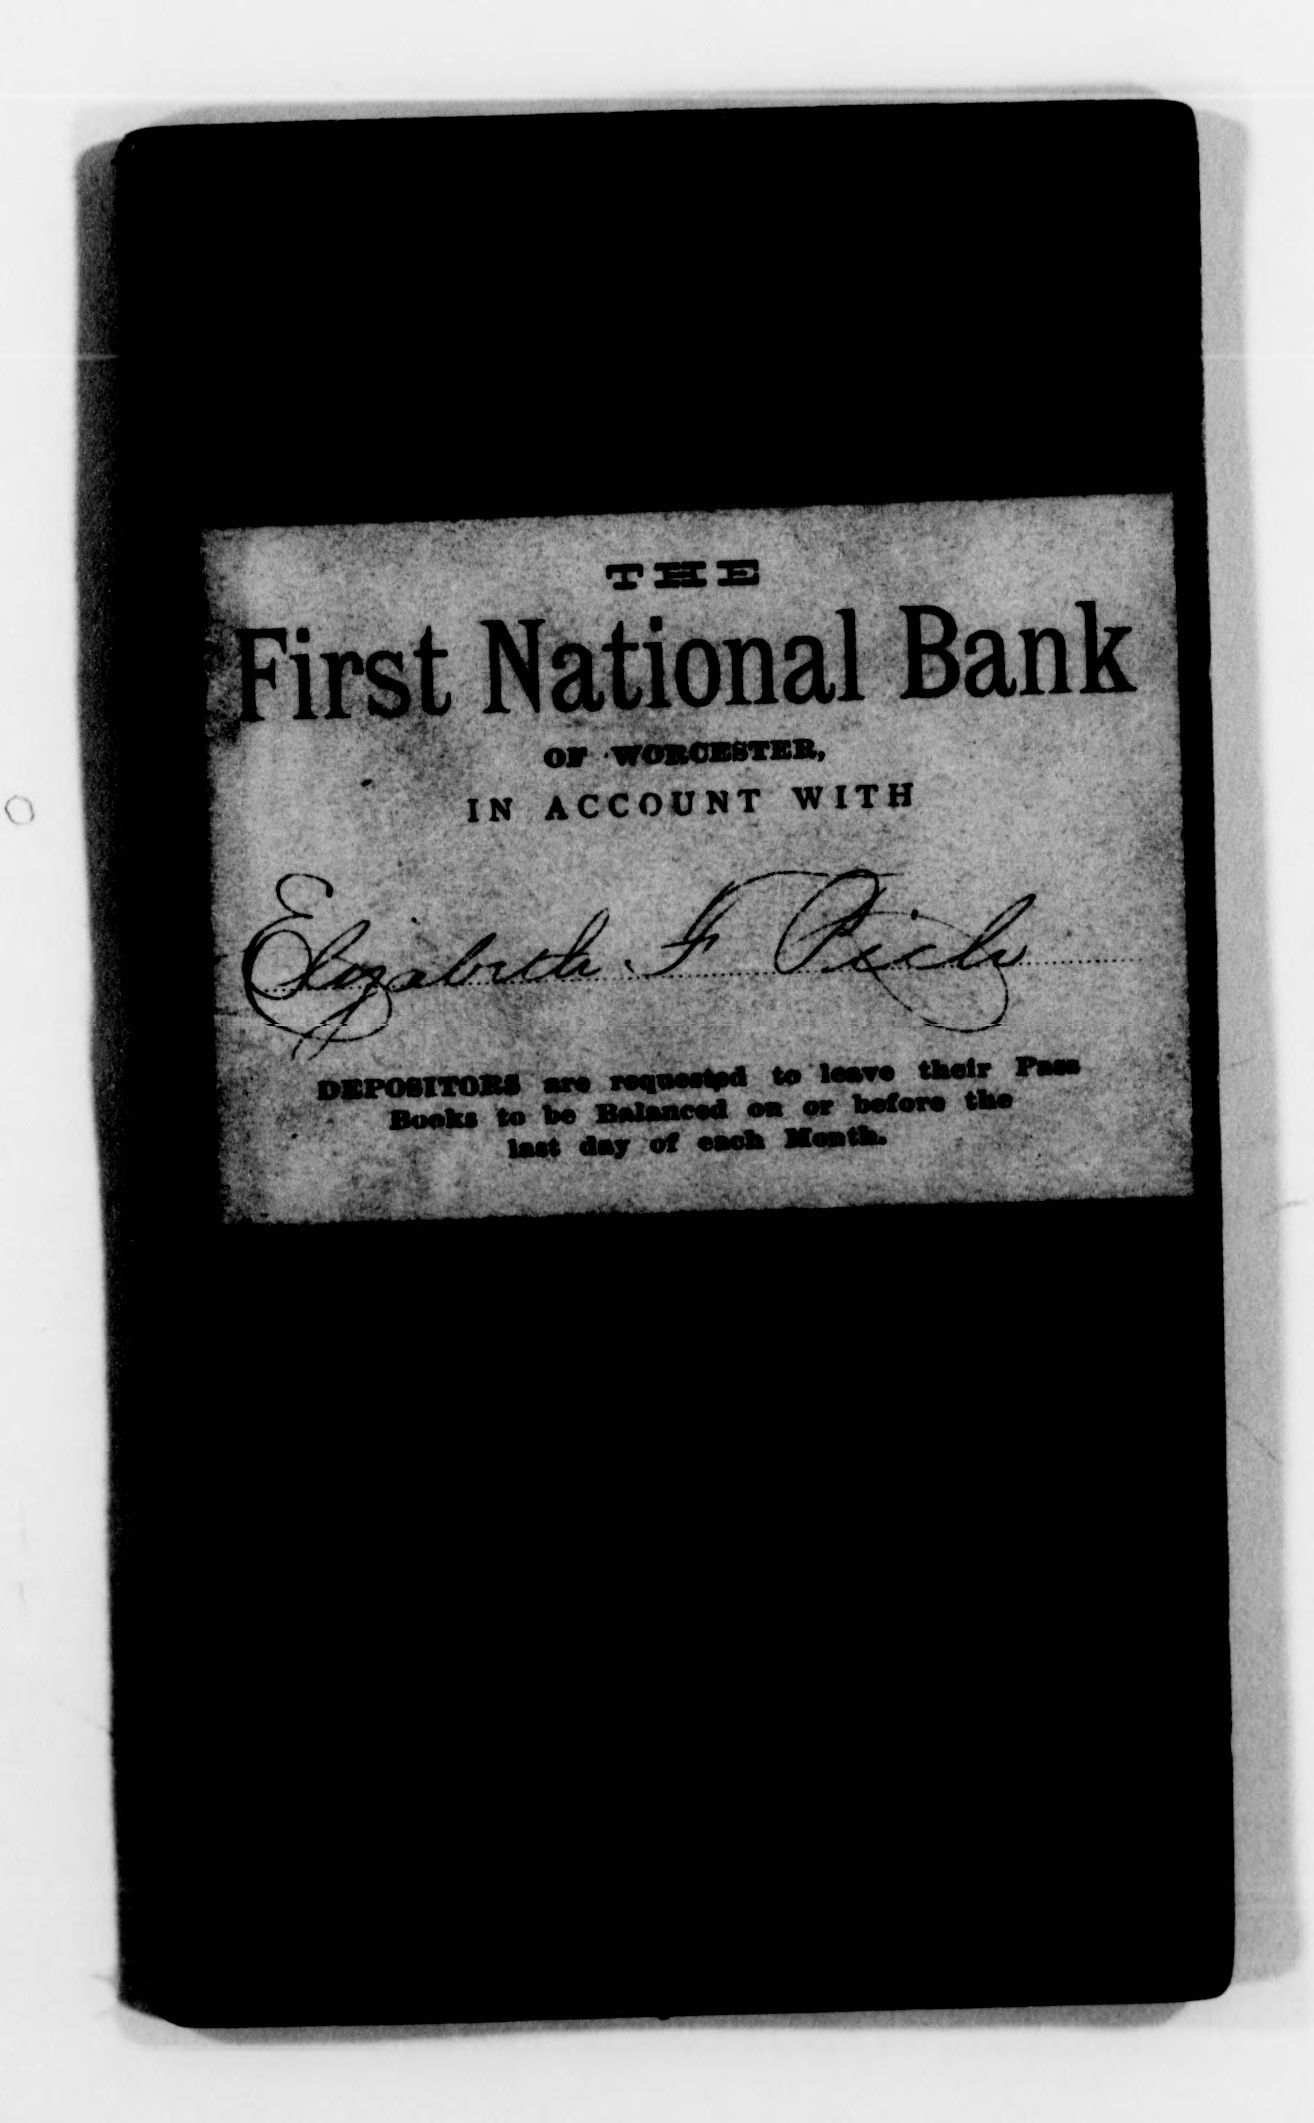 THE
First National Bank
OF WORCESTER,
IN ACCOUNT WITH
Elizabeth F Rich
DEPOSITORS are requested to leave their Pass
Books to be Balanced on or before the
last day of each Month.